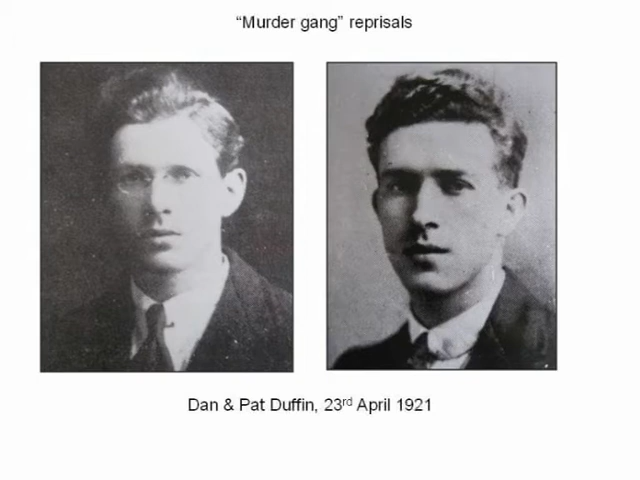 “Murder gang” reprisals
Dan & Pat Duffin, 23rd April 1921